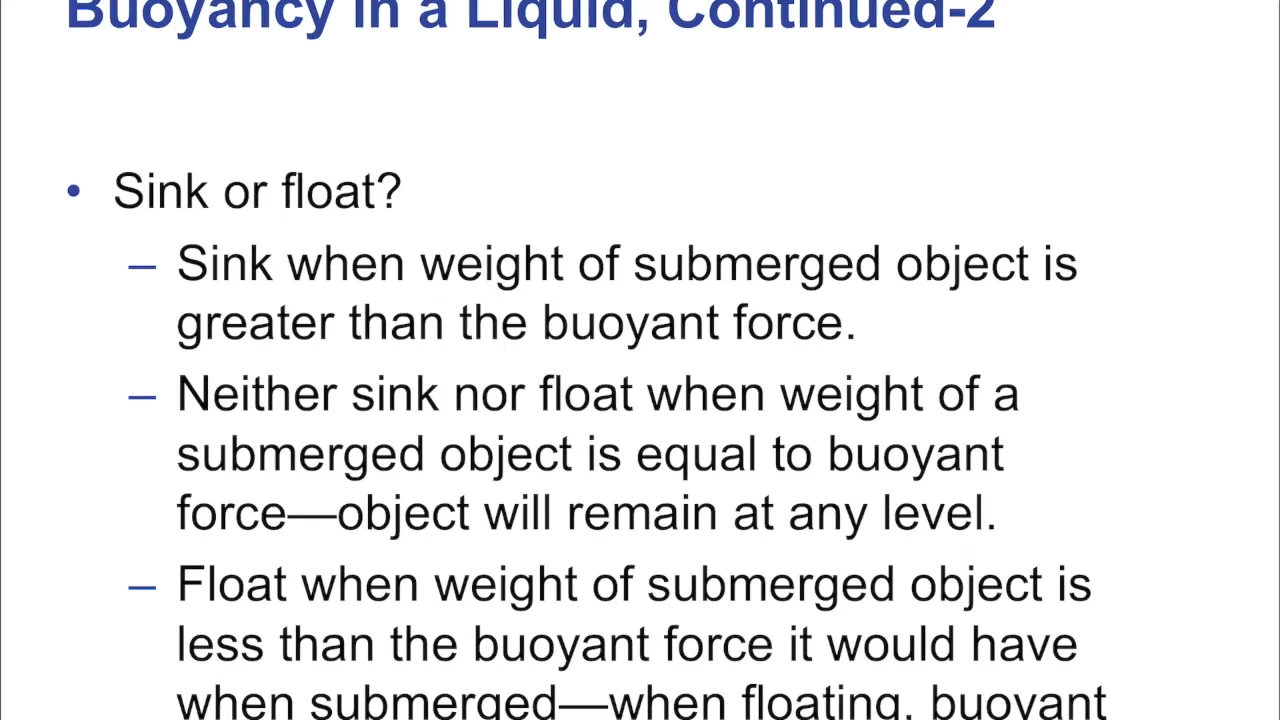 Buoyancy in a Liquid, Continued-2
• Sink or float?
– Sink when weight of submerged object is
greater than the buoyant force.
– Neither sink nor float when weight of a
submerged object is equal to buoyant
force—object will remain at any level.
– Float when weight of submerged object is
less than the buoyant force it would have
when submerged—when floating, buoyant